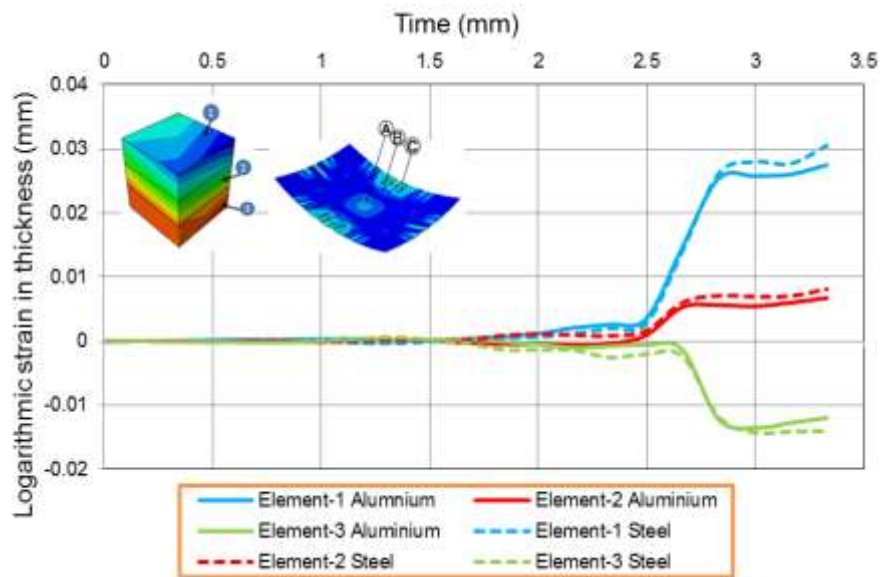 Time (mm)
0 0.5 1 1.5 2 2.5 3 3.5
Logarithmic strain in thickness (mm)
0.04
0.03
0.02
0.01
0
-0.01
-0.02
1
A
B
C
Element-1 Alumnium Element-2 Aluminium
Element-3 Aluminium Element-1 Steel
Element-2 Steel Element-3 Steel